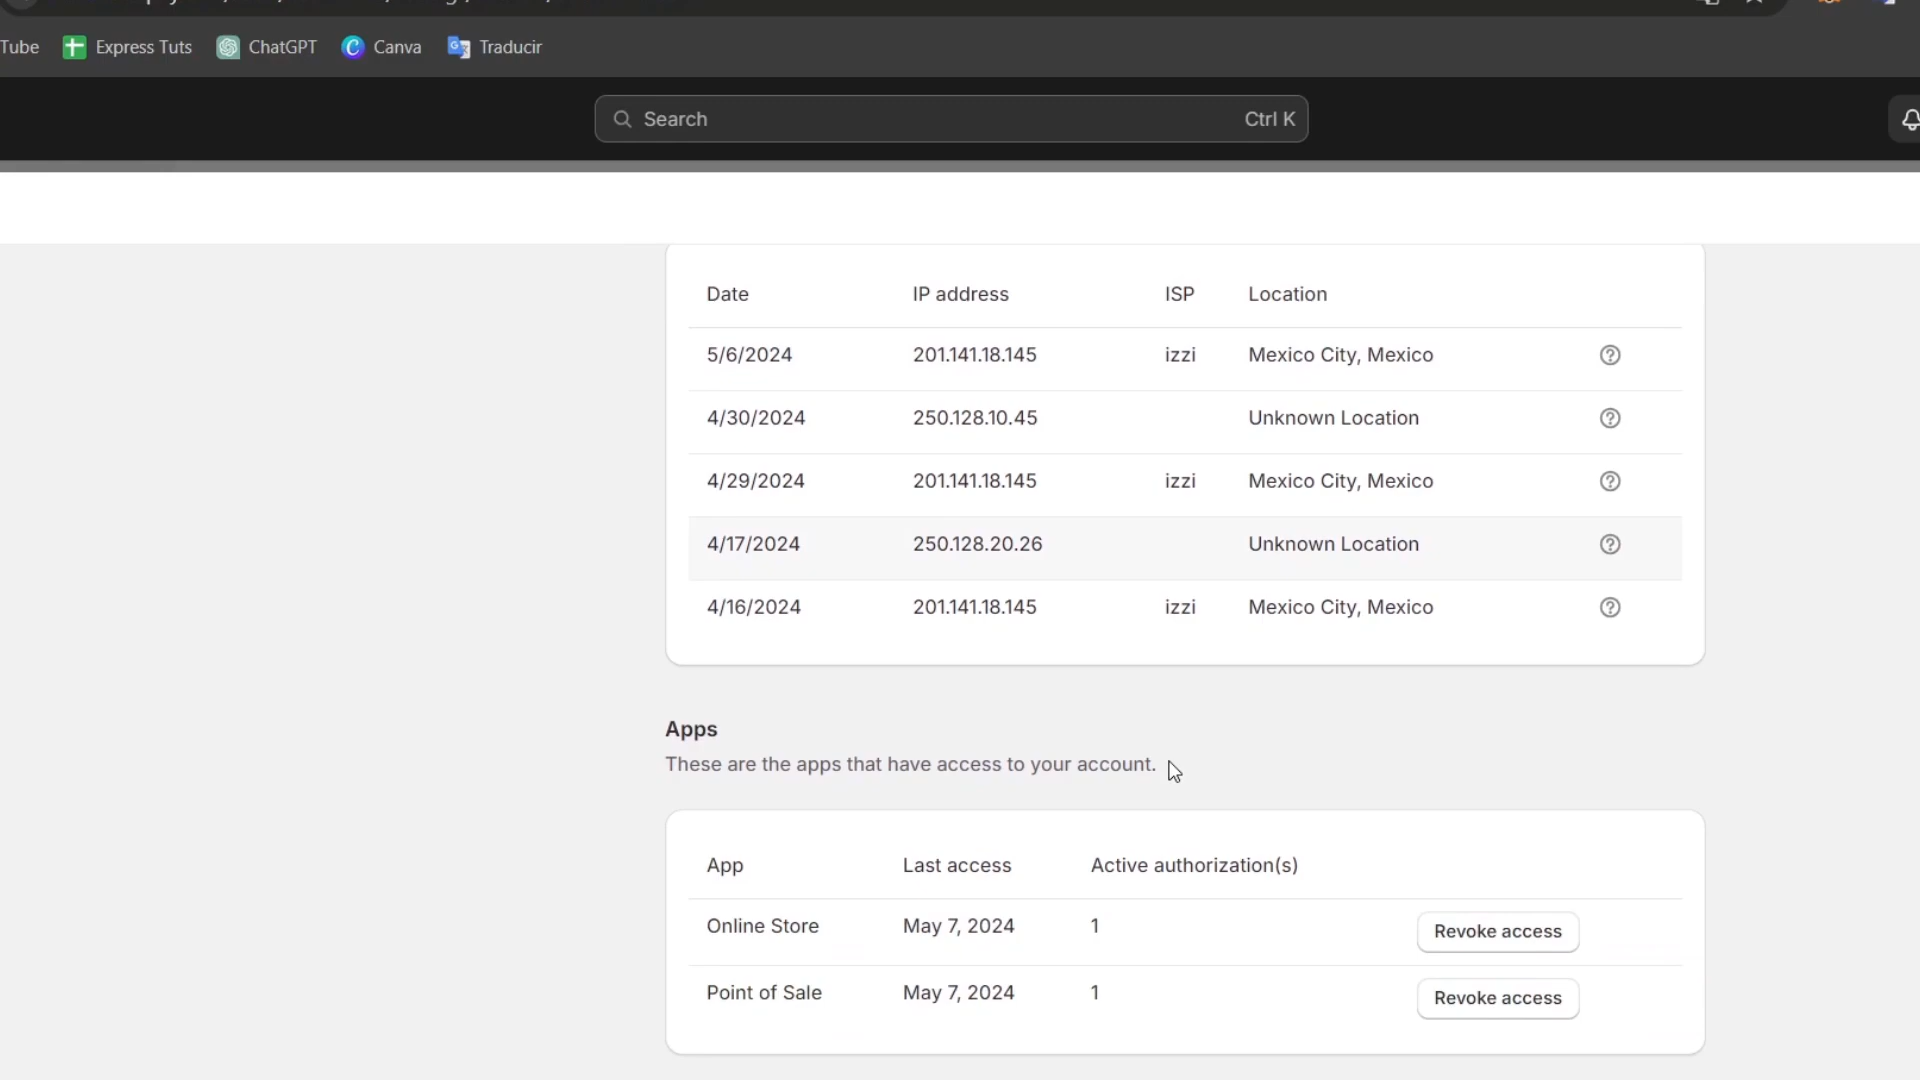 Tube Express Tuts ChatGPT Canva Traducir
Search Ctrl K
Date IP address ISP Location
5/6/2024 201.141.18.145 izzi Mexico City, Mexico
4/30/2024 250.128.10.45 Unknown Location
4/29/2024 201.141.18.145 izzi Mexico City, Mexico
4/17/2024 250.128.20.26 Unknown Location
4/16/2024 201.141.18.145 izzi Mexico City, Mexico
Apps
These are the apps that have access to your account.
App Last access Active authorization(s)
Online Store May 7, 2024 1 Revoke access
Point of Sale May 7, 2024 1 Revoke access